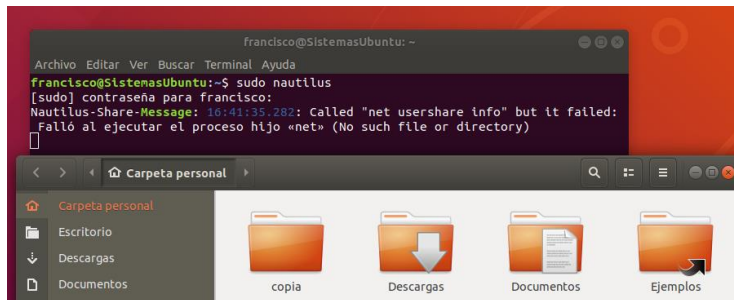 francisco@SistemasUbuntu: ~
Archivo Editar Ver Buscar Terminal Ayuda
francisco@SistemasUbuntu:~$ sudo nautilus
[sudo] contraseña para francisco:
Nautilus-Share-Message: 16:41:35.282: Called "net usershare info" but it failed:
Falló al ejecutar el proceso hijo «net» (No such file or directory)
Carpeta personal
Carpeta personal
Escritorio
Descargas
Documentos
copia
Descargas
Documentos
Ejemplos